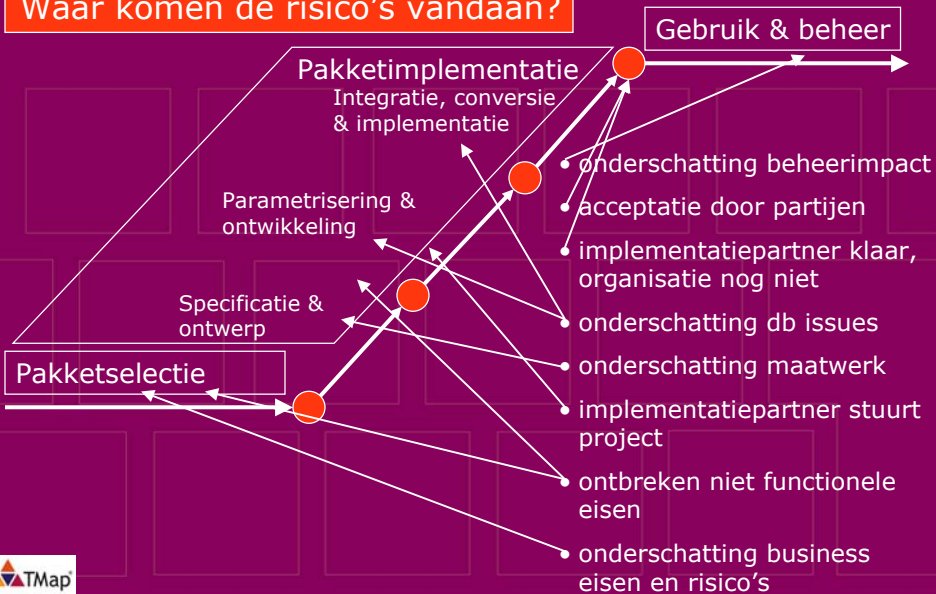 Waar komen de risico's vandaan?
Gebruik & beheer
Pakketimplementatie
Integratie, conversie
& implementatie
Parametrisering &
ontwikkeling
Specificatie &
ontwerp
Pakketselectie
• onderschatting beheerimpact
• acceptatie door partijen
• implementatiepartner klaar,
organisatie nog niet
• onderschatting db issues
• onderschatting maatwerk
• implementatiepartner stuurt
project
• ontbreken niet functionele
eisen
• onderschatting business
eisen en risico's
TMap